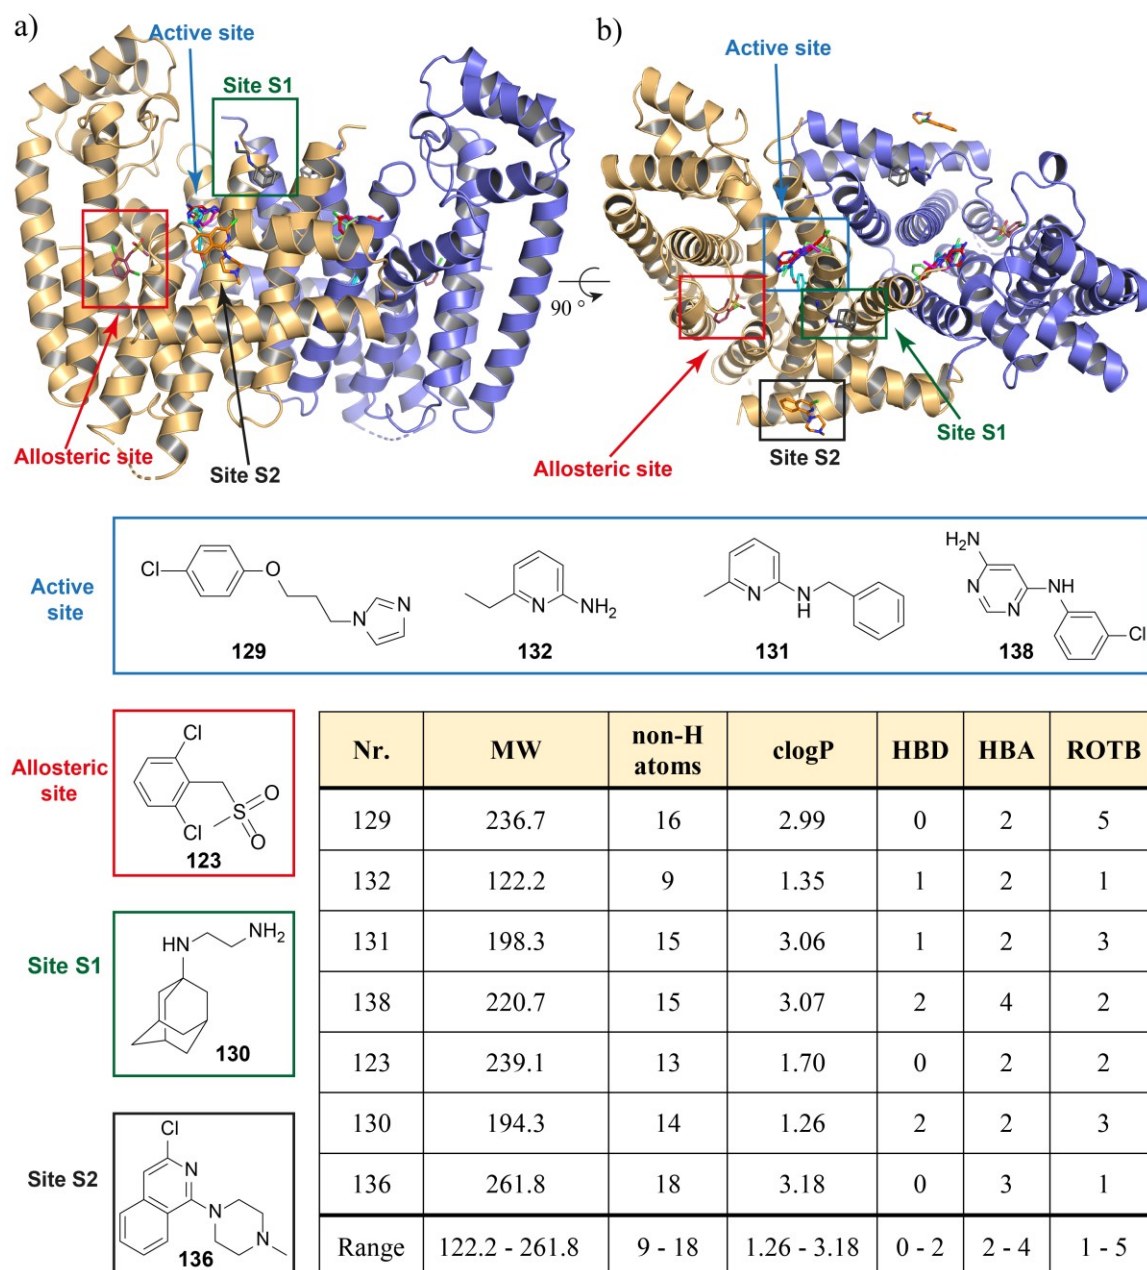 a)
Active site
Site S1
Allosteric site
Site S2
90 °
b)
Active site
Site S1
Allosteric site
Site S2
Active
site
Cl
O
N
N
129
N
NH2
132
N
N
H
131
H2N
N
N
NH
Cl
138
Allosteric
site
Cl
Cl
O
S
O
123
Site S1
HN
NH2
130
Site S2
Cl
N
N
N
136
Nr. MW non-H atoms clogP HBD HBA ROTB
129 236.7 16 2.99 0 2 5
132 122.2 9 1.35 1 2 1
131 198.3 15 3.06 1 2 3
138 220.7 15 3.07 2 4 2
123 239.1 13 1.70 0 2 2
130 194.3 14 1.26 2 2 3
136 261.8 18 3.18 0 3 1
Range 122.2 - 261.8 9 - 18 1.26 - 3.18 0 - 2 2 - 4 1 - 5